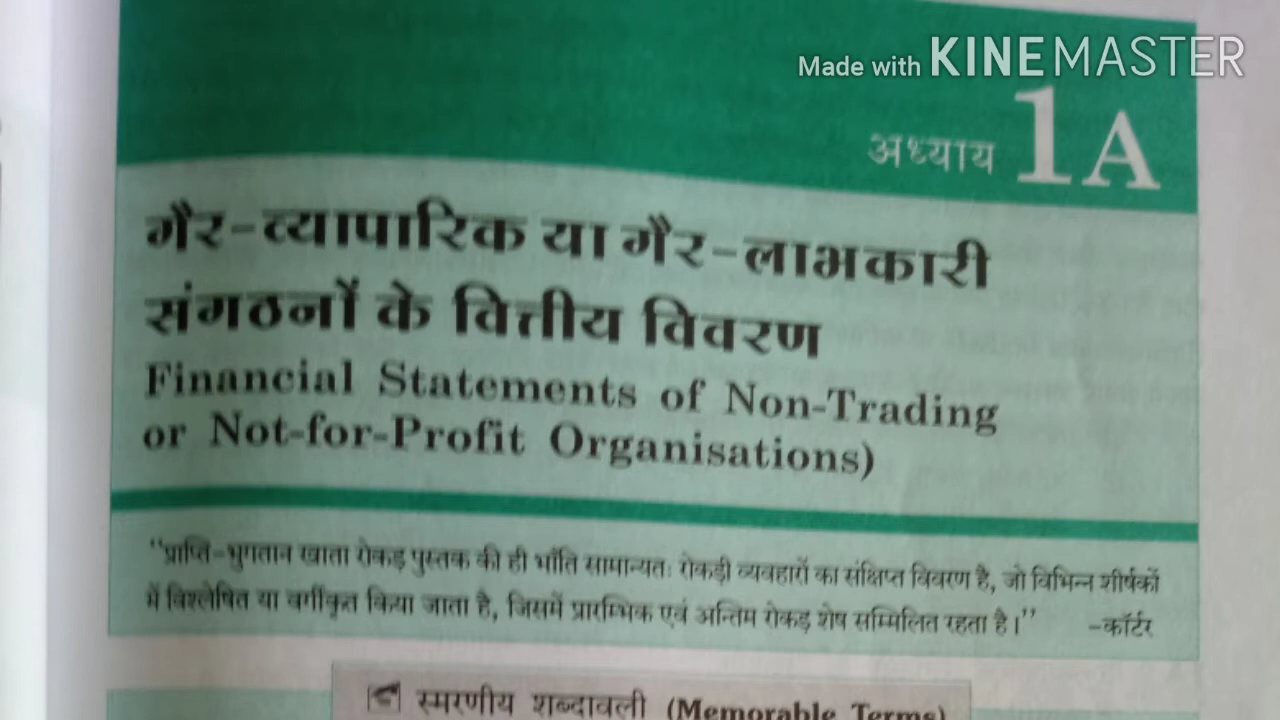 Made with KINEMASTER
अध्याय 1A
गैर-व्यापारिक या गैर-लाभकारी
संगठनों के वित्तीय विवरण
Financial Statements of Non-Trading
or Not-for-Profit Organisations)
"प्राप्ति-भुगतान खाता रोकड़ पुस्तक की ही भाँति सामान्यतः रोकड़ी व्यवहारों का संक्षिप्त विवरण है, जो विभिन्न शीर्षकों
में विश्लेषित या वर्गीकृत किया जाता है, जिसमें प्रारम्भिक एवं अन्तिम रोकड़ शेष सम्मिलित रहता है।" -कॉर्टर
स्मरणीय शब्दावली (Memorable Terms)